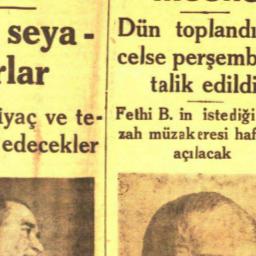 seya-
rlar
iyaç ve te-
edecekler
Dün toplandı
celse perşemb
talik edildi
Fethi B. in istediği
zah müzakeresi haf
açılacak